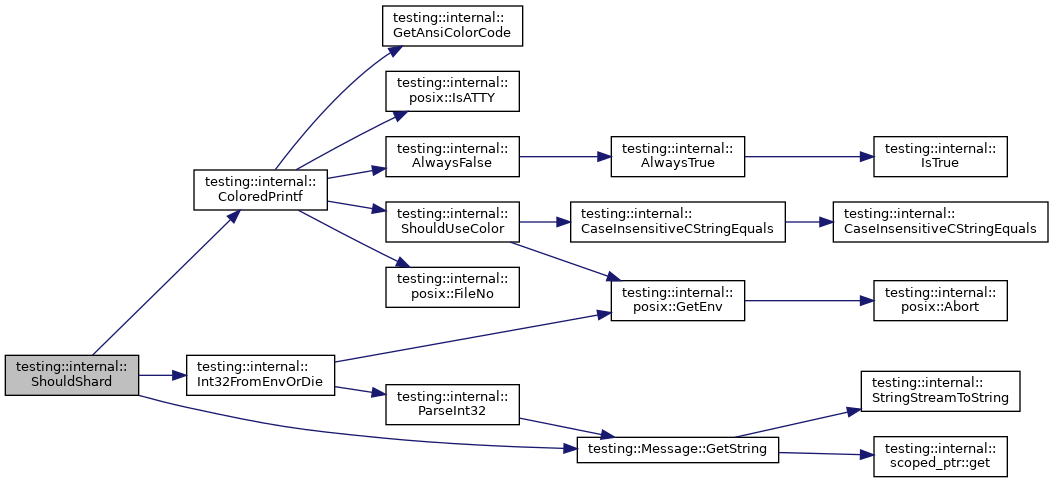 testing::internal::
GetAnsiColorCode
testing::internal::
posix::IsATTY
testing::internal::
AlwaysFalse
testing::internal::
AlwaysTrue
testing::internal::
IsTrue
testing::internal::
ColoredPrintf
testing::internal::
ShouldUseColor
testing::internal::
CaseInsensitiveCStringEquals
testing::internal::
CaseInsensitiveCStringEquals
testing::internal::
posix::FileNo
testing::internal::
posix::GetEnv
testing::internal::
posix::Abort
testing::internal::
ShouldShard
testing::internal::
Int32FromEnvOrDie
testing::internal::
ParseInt32
testing::internal::
StringStreamToString
testing::Message::GetString
testing::internal::
scoped_ptr::get